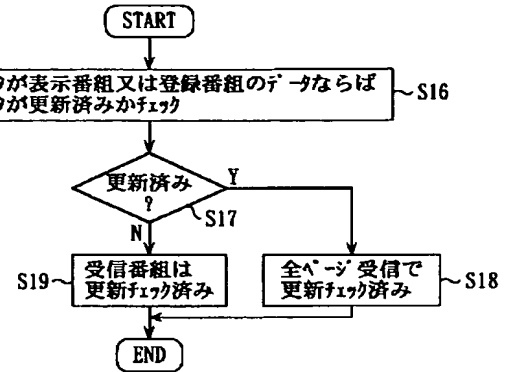 START
タが表示番組又は登録番組のデータならば
タが更新済みかチェック
S16
更新済み
?
Y
S17
N
S19
受信番組は
更新チェック済み
全ページ受信で
更新チェック済み
S18
END